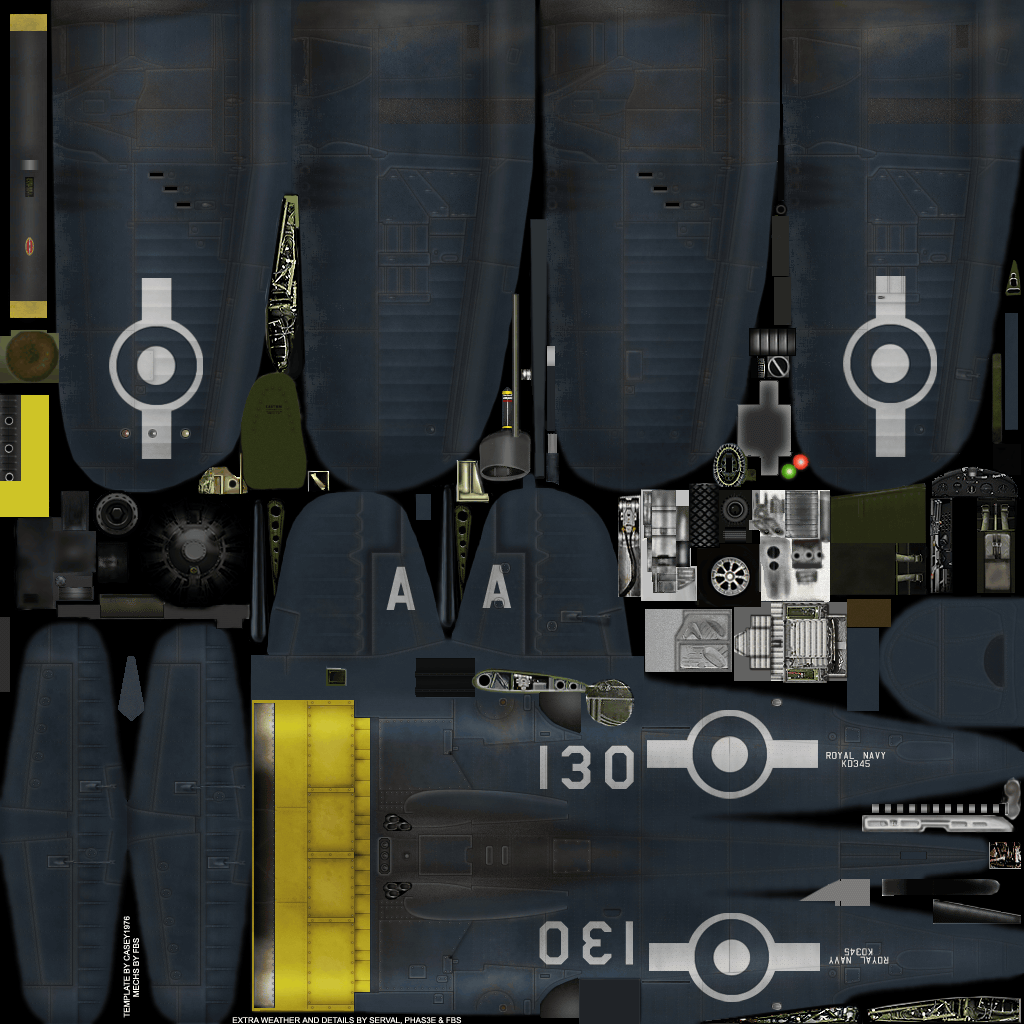 A A
130
ROYAL NAVY
KD345
130
ROYAL NAVY
KD345
TEMPLATE BY CASEY1976
MECHS BY FBS
EXTRA WEATHER AND DETAILS BY SERVAL, PHAS3E & FBS